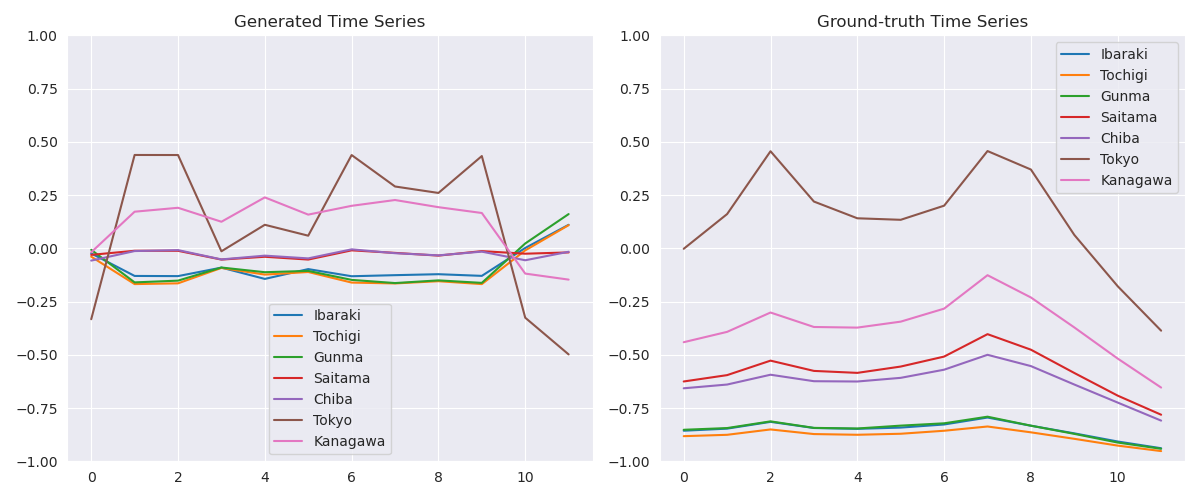 Generated Time Series
1.00
0.75
0.50
0.25
0.00
−0.25
−0.50
−0.75
−1.00
0 2 4 6 8 10
Ibaraki
Tochigi
Gunma
Saitama
Chiba
Tokyo
Kanagawa
Ground-truth Time Series
1.00
0.75
0.50
0.25
0.00
−0.25
−0.50
−0.75
−1.00
0 2 4 6 8 10
Ibaraki
Tochigi
Gunma
Saitama
Chiba
Tokyo
Kanagawa